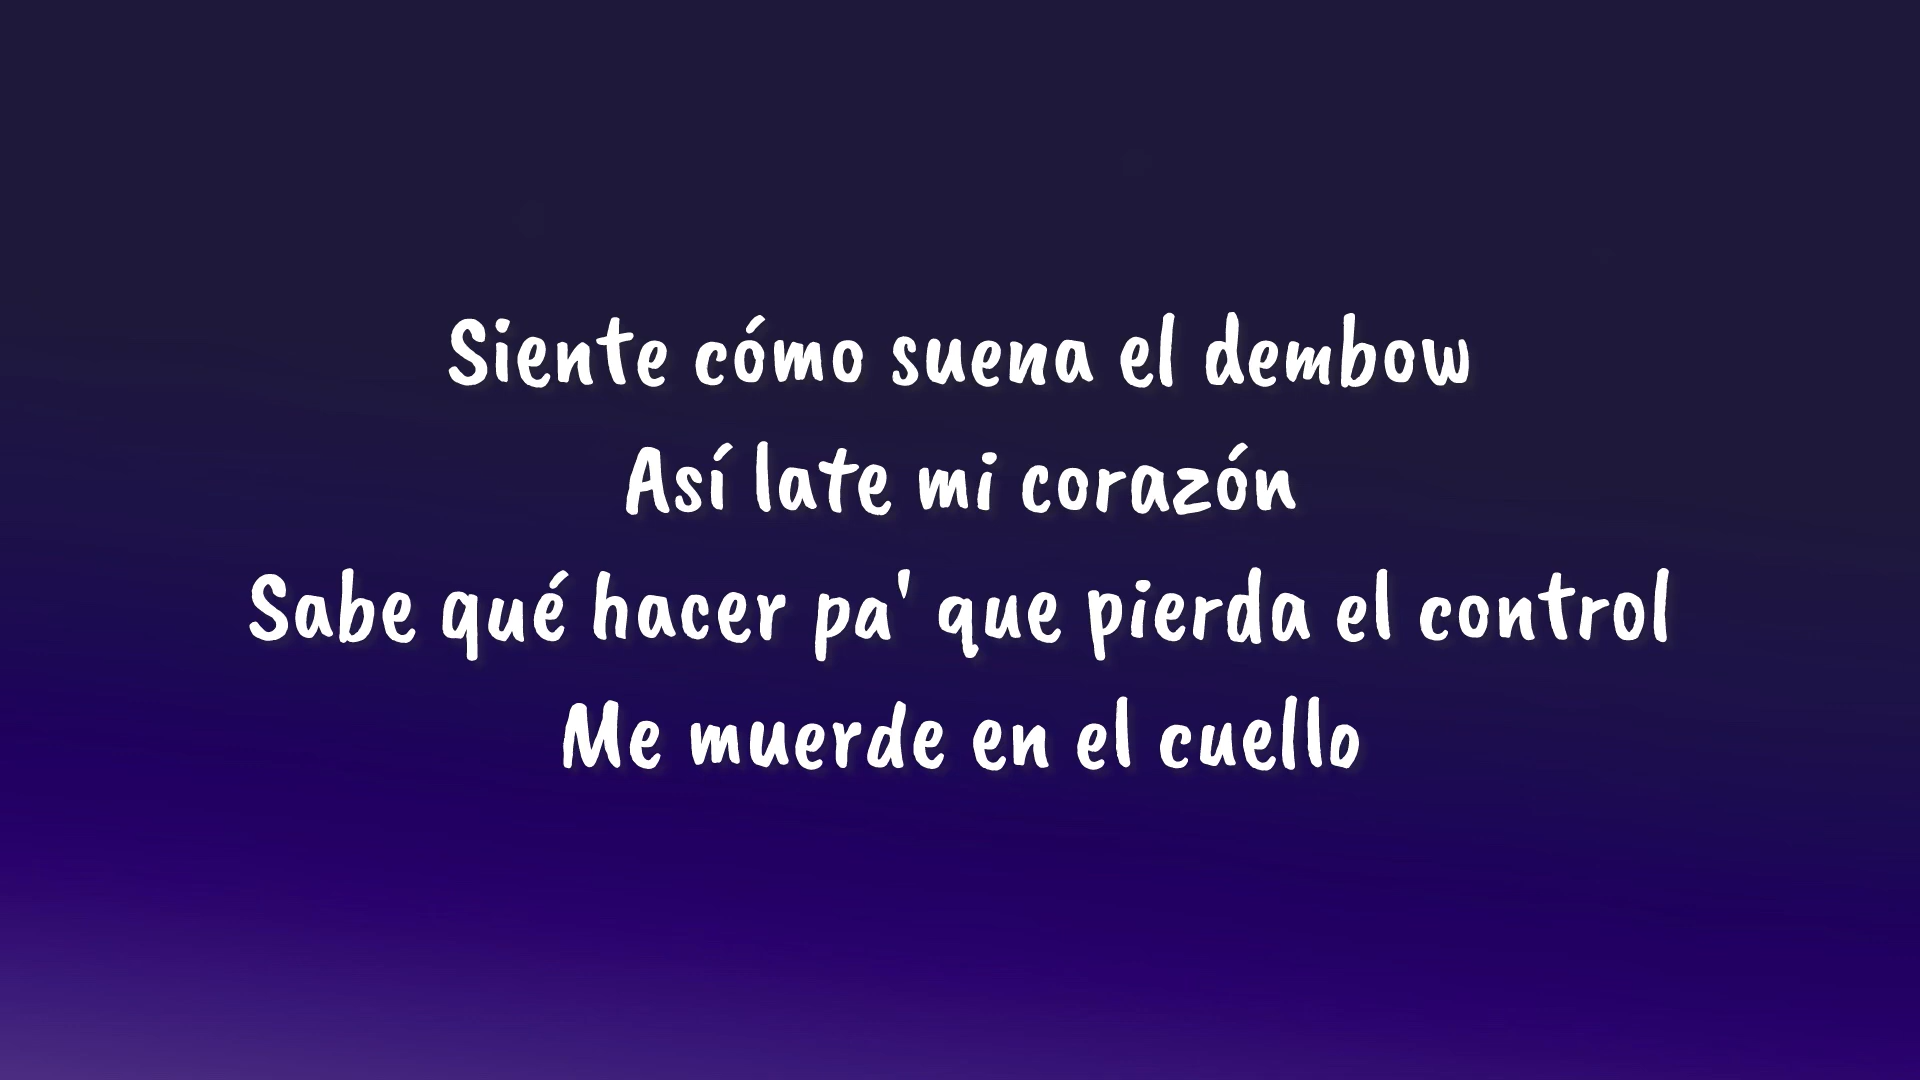 Siente cómo suena el dembow
Así late mi corazón
Sabe qué hacer pa' que pierda el control
Me muerde en el cuello